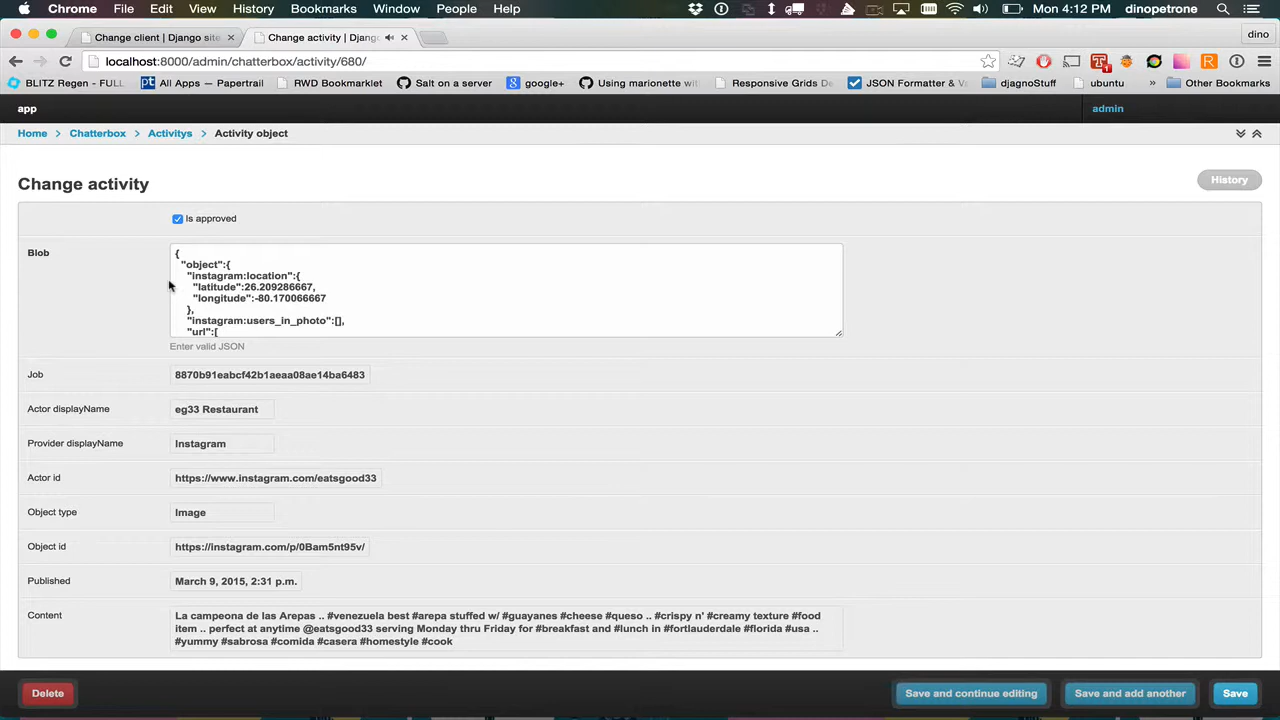 Chrome File Edit View History Bookmarks Window People Help Mon 4:12 PM dinopetrone
Change client | Django site Change activity | Django dino
localhost:8000/admin/chatterbox/activity/680/
BLITZ Regen - FULL All Apps — Papertrail RWD Bookmarklet Salt on a server google+ Using marionette with Responsive Grids De JSON Formatter & Va djagnoStuff ubuntu » Other Bookmarks
app admin
Home > Chatterbox > Activitys > Activity object
Change activity History
Is approved
Blob
{
"object":{
"instagram:location":{
"latitude":26.209286667,
"longitude":-80.170066667
},
"instagram:users_in_photo":[],
"url":[
Enter valid JSON
Job 8870b91eabcf42b1aeaa08ae14ba6483
Actor displayName eg33 Restaurant
Provider displayName Instagram
Actor id https://www.instagram.com/eatsgood33
Object type Image
Object id https://instagram.com/p/0Bam5nt95v/
Published March 9, 2015, 2:31 p.m.
Content La campeona de las Arepas .. #venezuela best #arepa stuffed w/ #guayanes #cheese #queso .. #crispy n' #creamy texture #food
item .. perfect at anytime @eatsgood33 serving Monday thru Friday for #breakfast and #lunch in #fortlauderdale #florida #usa ..
#yummy #sabrosa #comida #casera #homestyle #cook
Delete Save and continue editing Save and add another Save